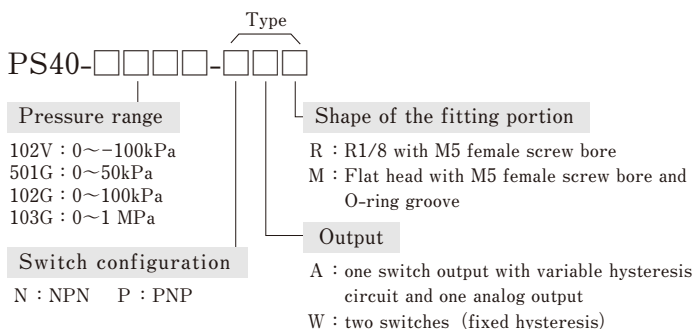 Type
PS40-□□□□-□□□
Pressure range
102V：0～-100kPa
501G：0～50kPa
102G：0～100kPa
103G：0～1 MPa
Switch configuration
N：NPN P：PNP
Shape of the fitting portion
R：R1/8 with M5 female screw bore
M：Flat head with M5 female screw bore and
O-ring groove
Output
A：one switch output with variable hysteresis
circuit and one analog output
W：two switches (fixed hysteresis)